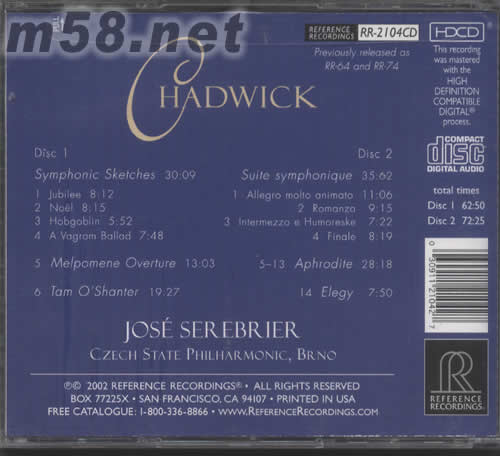 m58.net
REFERENCE RECORDINGS RR-2104CD
Previously released as
RR-64 and RR-74
HDCD
This recording
was mastered
with the
HIGH
DEFINITION
COMPATIBLE
DIGITAL®
process.
CHADWICK
COMPACT
disc
DIGITAL AUDIO
total times
Disc 1 62:50
Disc 2 72:25
Disc 1
Symphonic Sketches 30:09
1 Jubilee 8:12
2 Noël 8:15
3 Hobgoblin 5:52
4 A Vagrom Ballad 7:48
5 Melpomene Overture 13:03
6 Tam O'Shanter 19:27
Disc 2
Suite symphonique 35:62
1 Allegro molto animato 11:06
2 Romanza 9:15
3 Intermezzo e Humoreske 7:22
4 Finale 8:19
5–13 Aphrodite 28:18
14 Elegy 7:50
0 30911 21042 7
JOSÉ SEREBRIER
CZECH STATE PHILHARMONIC, BRNO
℗© 2002 REFERENCE RECORDINGS® • ALL RIGHTS RESERVED
BOX 77225X • SAN FRANCISCO, CA 94107 • PRINTED IN USA
FREE CATALOGUE: 1-800-336-8866 • WWW.REFERENCERECORDINGS.COM
R
REFERENCE
RECORDINGS®